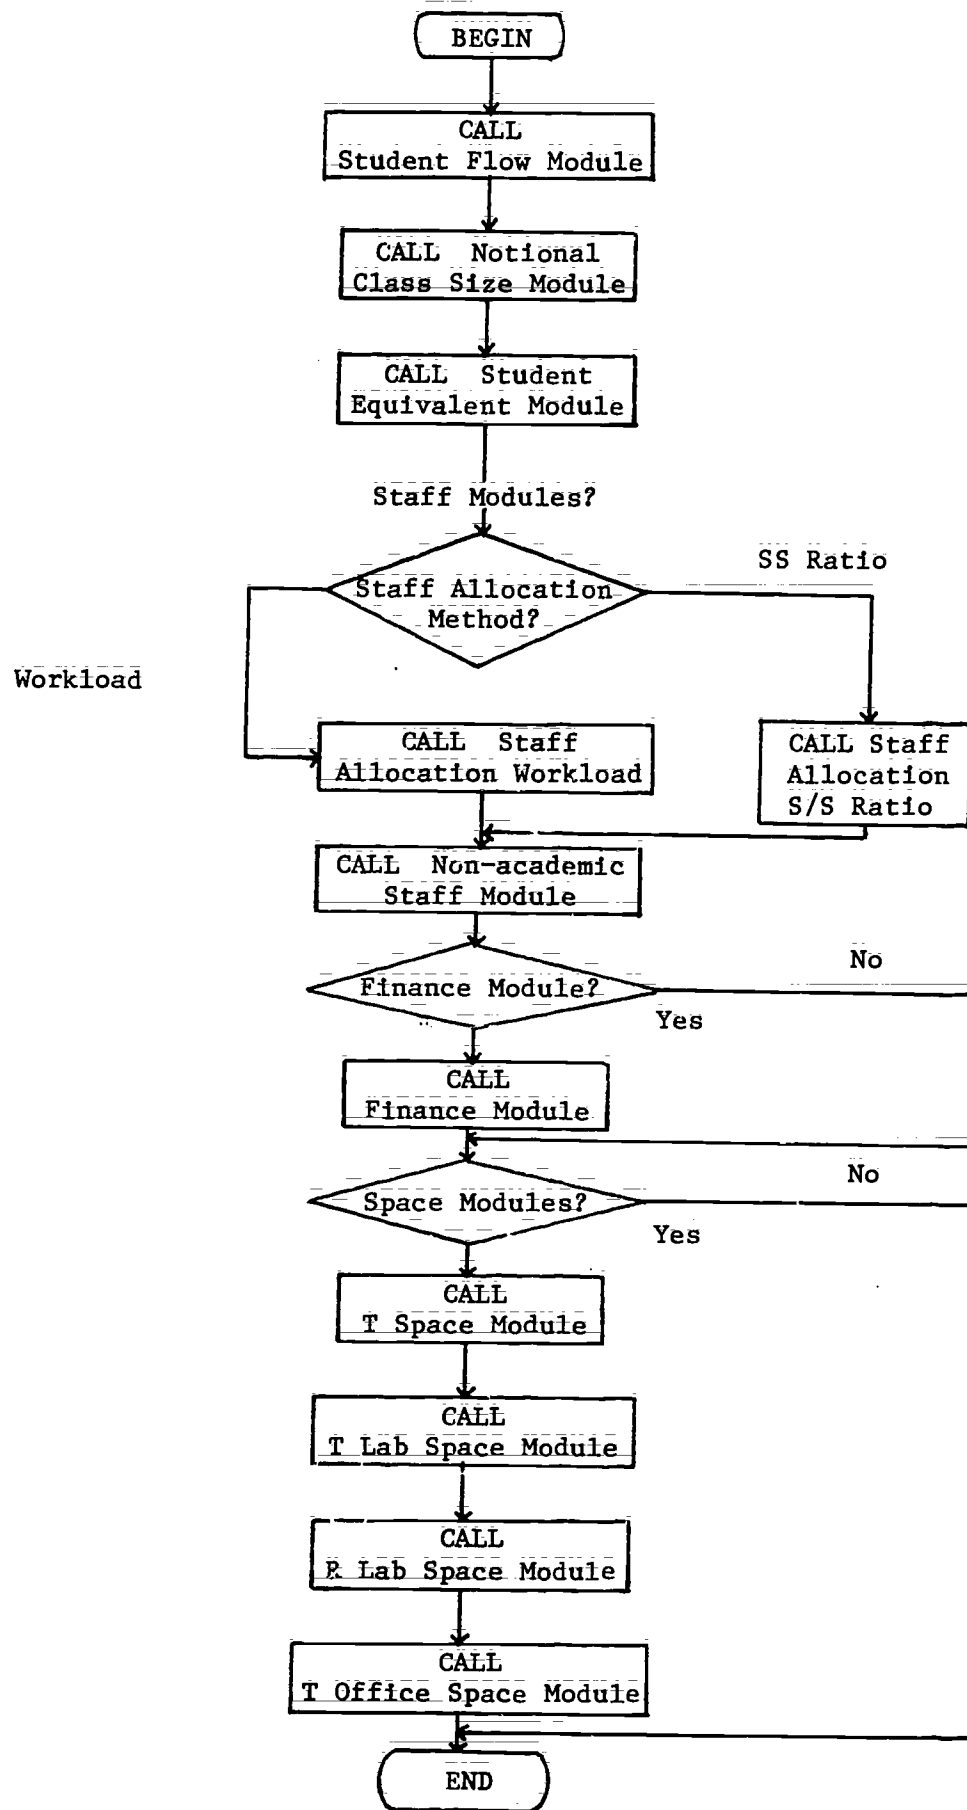 BEGIN
CALL
Student Flow Module
CALL Notional
Class Size Module
CALL Student
Equivalent Module
Staff Modules?
SS Ratio
Staff Allocation
Method?
Workload
CALL Staff
Allocation Workload
CALL Staff
Allocation
S/S Ratio
CALL Non-academic
Staff Module
No
Finance Module?
Yes
CALL
Finance Module
No
Space Modules?
Yes
CALL
T Space Module
CALL
T Lab Space Module
CALL
R Lab Space Module
CALL
T Office Space Module
END